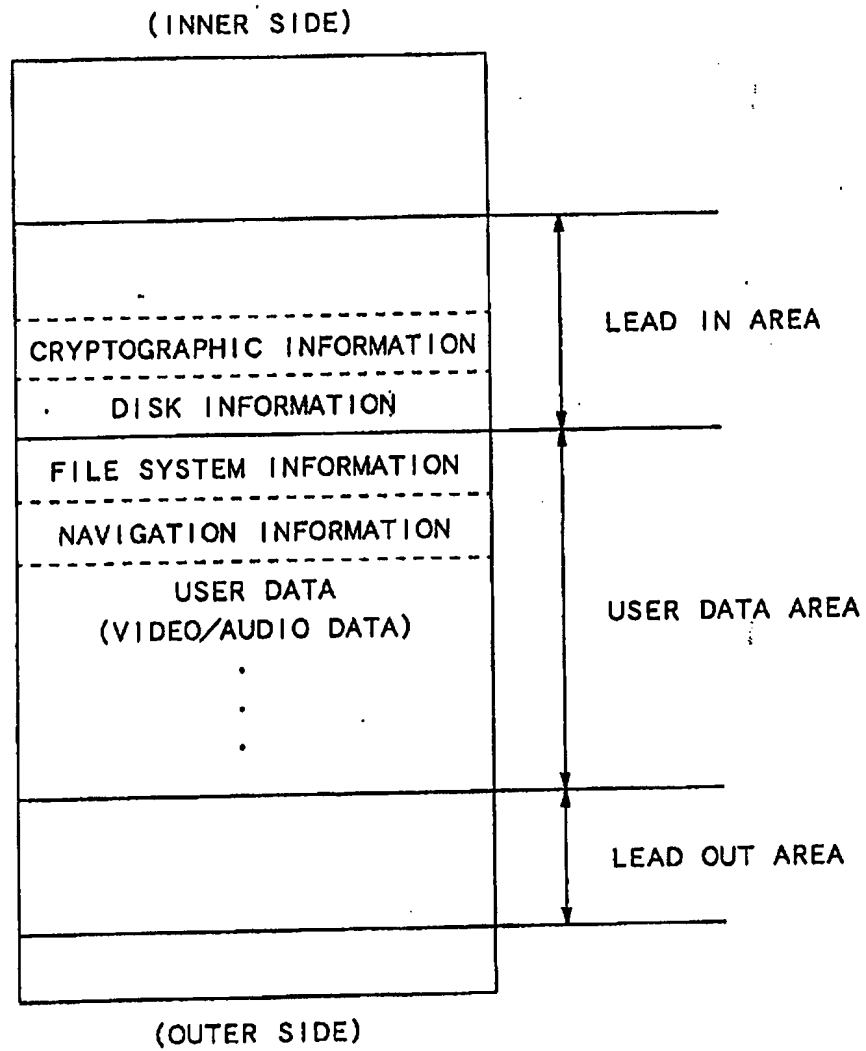 (INNER SIDE)
LEAD IN AREA
CRYPTOGRAPHIC INFORMATION
DISK INFORMATION
FILE SYSTEM INFORMATION
NAVIGATION INFORMATION
USER DATA
(VIDEO/AUDIO DATA)
USER DATA AREA
LEAD OUT AREA
(OUTER SIDE)